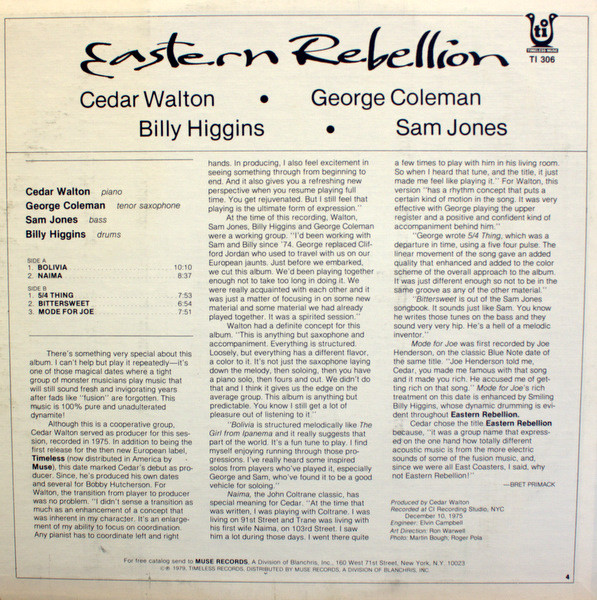 Eastern Rebellion
ti
TIMELESS MUSE
TI 306
Cedar Walton • George Coleman
Billy Higgins • Sam Jones
Cedar Walton piano
George Coleman tenor saxophone
Sam Jones bass
Billy Higgins drums
SIDE A
1. BOLIVIA 10:10
2. NAIMA 8:37
SIDE B
1. 5/4 THING 7:53
2. BITTERSWEET 6:54
3. MODE FOR JOE 7:51
There's something very special about this
album. I can't help but play it repeatedly—it's
one of those magical dates where a tight
group of monster musicians play music that
will still sound fresh and invigorating years
after fads like "fusion" are forgotten. This
music is 100% pure and unadulterated
dynamite!
Although this is a cooperative group,
Cedar Walton served as producer for this ses-
sion, recorded in 1975. In addition to being the
first release for the then new European label,
Timeless (now distributed in America by
Muse), this date marked Cedar's debut as pro-
ducer. Since, he's produced his own dates
and several for Bobby Hutcherson. For
Walton, the transition from player to producer
was no problem. "I didn't sense a transition as
much as an enhancement of a concept that
was inherent in my character. It's an enlarge-
ment of my ability to focus on coordination.
Any pianist has to coordinate left and right
hands. In producing, I also feel excitement in
seeing something through from beginning to
end. And it also gives you a refreshing new
perspective when you resume playing full
time. You get rejuvenated. But I still feel that
playing is the ultimate form of expression."
At the time of this recording, Walton,
Sam Jones, Billy Higgins and George Coleman
were a working group. "I'd been working with
Sam and Billy since '74. George replaced Clif-
ford Jordan who used to travel with us on our
European jaunts. Just before we embarked,
we cut this album. We'd been playing together
enough not to take too long in doing it. We
were really acquainted with each other and it
was just a matter of focusing in on some new
material and some material we had already
played together. It was a spirited session."
Walton had a definite concept for this
album. "This is anything but saxophone and
accompaniment. Everything is structured.
Loosely, but everything has a different flavor,
a color to it. It's not just the saxophone laying
down the melody, then soloing, then you have
a piano solo, then fours and out. We didn't do
that and I think it gives us the edge on the
average group. This album is anything but
predictable. You know I still get a lot of
pleasure out of listening to it."
"Bolivia is structured melodically like The
Girl from Ipanema and it really suggests that
part of the world. It's a fun tune to play. I find
myself enjoying running through those pro-
gressions. I've really heard some inspired
solos from players who've played it, especially
George and Sam, who've found it to be a good
vehicle for soloing."
Naima, the John Coltrane classic, has
special meaning for Cedar. "At the time that
was written, I was playing with Coltrane. I was
living on 91st Street and Trane was living with
his first wife Naima, on 103rd Street. I saw
him a lot during those days. I went there quite
a few times to play with him in his living room.
So when I heard that tune, and the title, it just
made me feel like playing it." For Walton, this
version "has a rhythm concept that puts a
certain kind of motion in the song. It was very
effective with George playing the upper
register and a positive and confident kind of
accompaniment behind him."
"George wrote 5/4 Thing, which was a
departure in time, using a five four pulse. The
linear movement of the song gave an added
quality that enhanced and added to the color
scheme of the overall approach to the album.
It was just different enough so not to be in the
same groove as any of the other material."
"Bittersweet is out of the Sam Jones
songbook. It sounds just like Sam. You know
he writes those tunes on the bass and they
sound very very hip. He's a hell of a melodic
inventor."
Mode for Joe was first recorded by Joe
Henderson, on the classic Blue Note date of
the same title. "Joe Henderson told me,
Cedar, you made me famous with that song
and it made you rich. He accused me of get-
ting rich on that song." Mode for Joe's rich
treatment on this date is enhanced by Smiling
Billy Higgins, whose dynamic drumming is evi-
dent throughout Eastern Rebellion.
Cedar chose the title Eastern Rebellion
because, "it was a group name that express-
ed on the one hand how totally different
acoustic music is from the more electric
sounds of some of the fusion music, and,
since we were all East Coasters, I said, why
not Eastern Rebellion!"
—BRET PRIMACK
Produced by Cedar Walton
Recorded at CI Recording Studio, NYC
December 10, 1975
Engineer: Elvin Campbell
Art Direction: Ron Warwell
Photo: Martin Bough, Roger Pola
For free catalog send to MUSE RECORDS, A Division of Blanchris, Inc., 160 West 71st Street, New York, N.Y. 10023
© ℗ 1979, TIMELESS RECORDS, DISTRIBUTED BY MUSE RECORDS, A DIVISION OF BLANCHRIS, INC
4